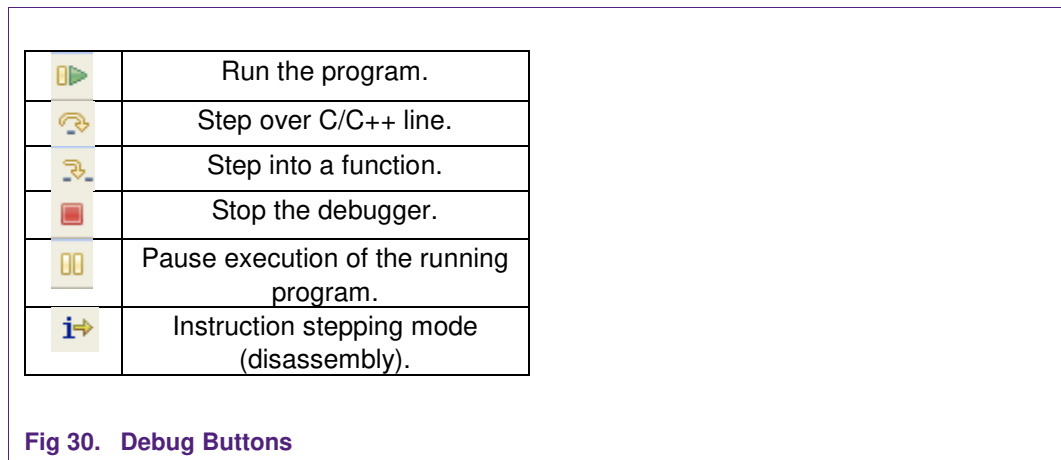 Run the program.
Step over C/C++ line.
Step into a function.
Stop the debugger.
Pause execution of the running
program.
i
Instruction stepping mode
(disassembly).
Fig 30. Debug Buttons